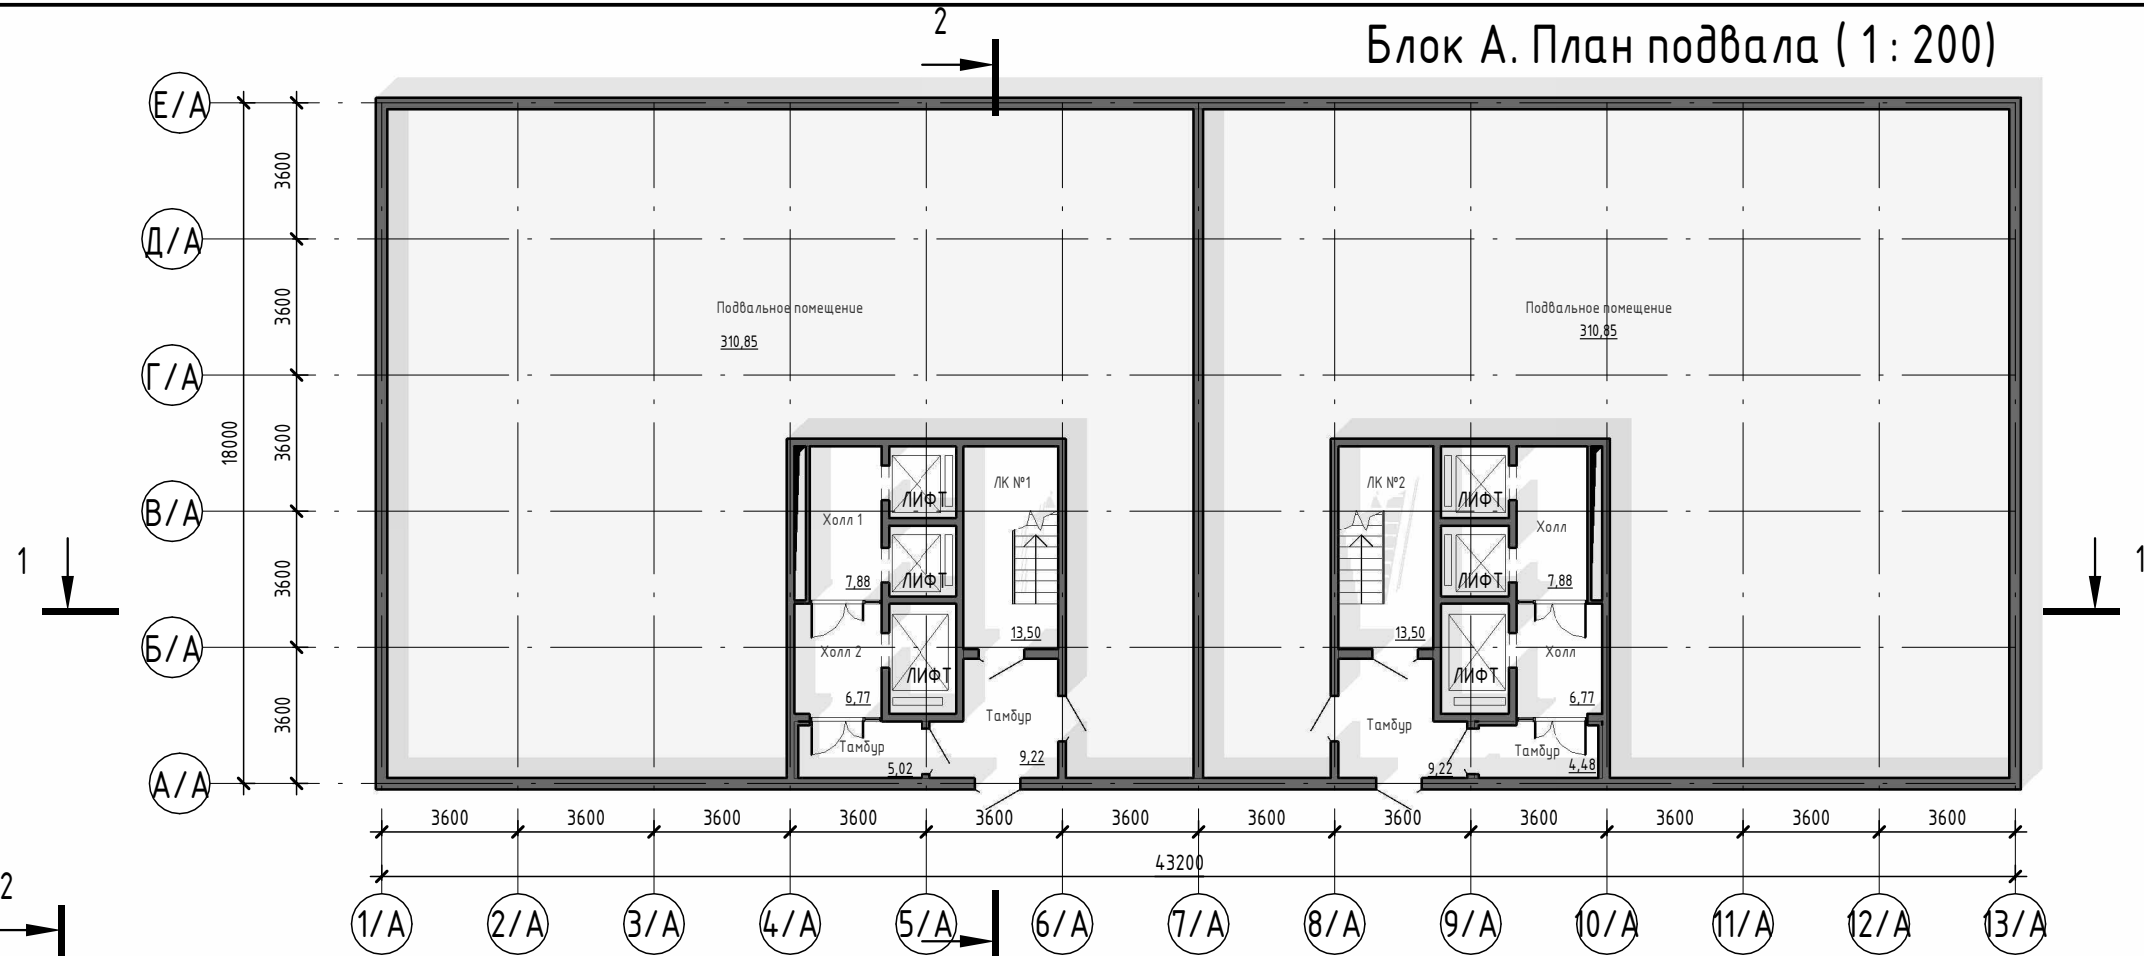 2
Блок А. План подвала ( 1 : 200)
Е/А
3600
Д/А
3600
Подвальное помещение
310,85
Подвальное помещение
310,85
Г/А
18000
3600
ЛК №1
ЛК №2
ЛИФТ
ЛИФТ
В/А
Холл 1
Холл
1
1
3600
7,88
ЛИФТ
ЛИФТ
7,88
13,50
13,50
Б/А
Холл 2
Холл
ЛИФТ
ЛИФТ
6,77
6,77
3600
Тамбур
Тамбур
Тамбур
Тамбур
5,02
9,22
9,22
4,48
А/А
3600
3600
3600
3600
3600
3600
3600
3600
3600
3600
3600
3600
43200
2
1/А
2/А
3/А
4/А
5/А
6/А
7/А
8/А
9/А
10/А
11/А
12/А
13/А